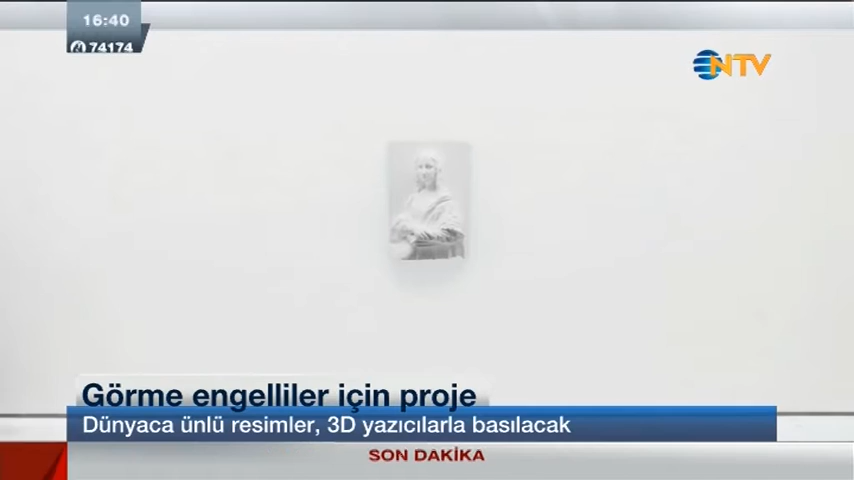 16:40
74174
NTV
Görme engelliler için proje
Dünyaca ünlü resimler, 3D yazıcılarla basılacak
SON DAKİKA